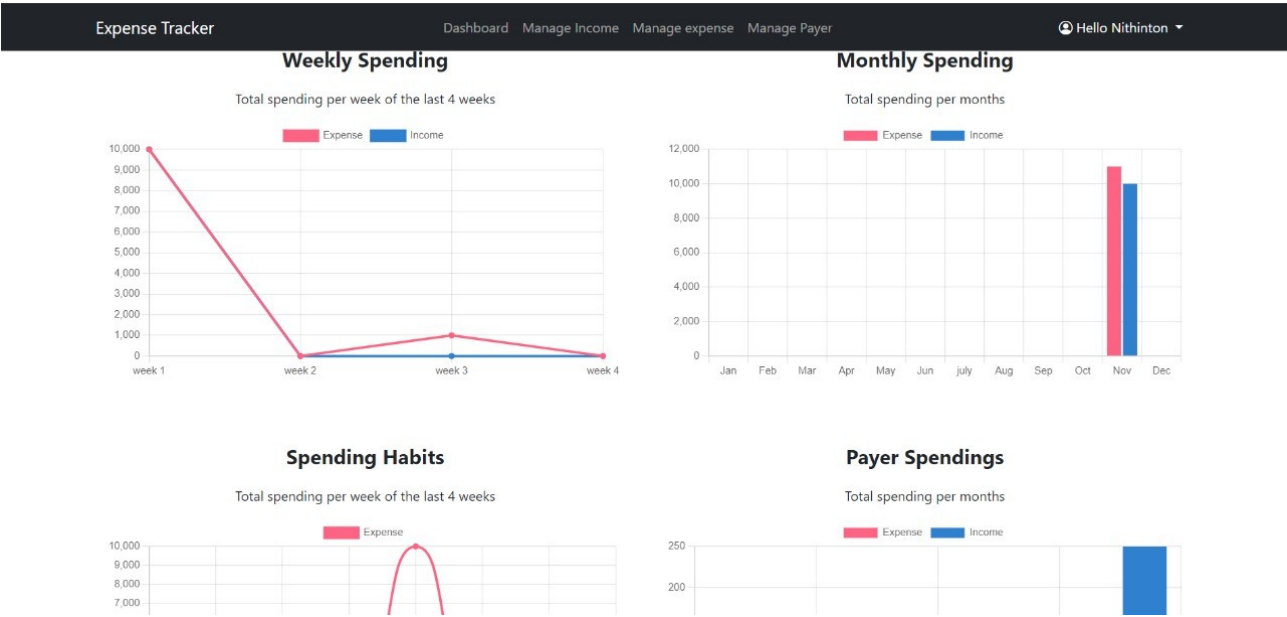 Expense Tracker
Dashboard Manage Income Manage expense Manage Payer
Hello Nithinton
Weekly Spending
Total spending per week of the last 4 weeks
Expense Income
10,000
9,000
8,000
7,000
6,000
5,000
4,000
3,000
2,000
1,000
0
week 1 week 2 week 3 week 4
Monthly Spending
Total spending per months
Expense Income
12,000
10,000
8,000
6,000
4,000
2,000
0
Jan Feb Mar Apr May Jun july Aug Sep Oct Nov Dec
Spending Habits
Total spending per week of the last 4 weeks
Expense
10,000
9,000
8,000
7,000
Payer Spendings
Total spending per months
Expense Income
250
200